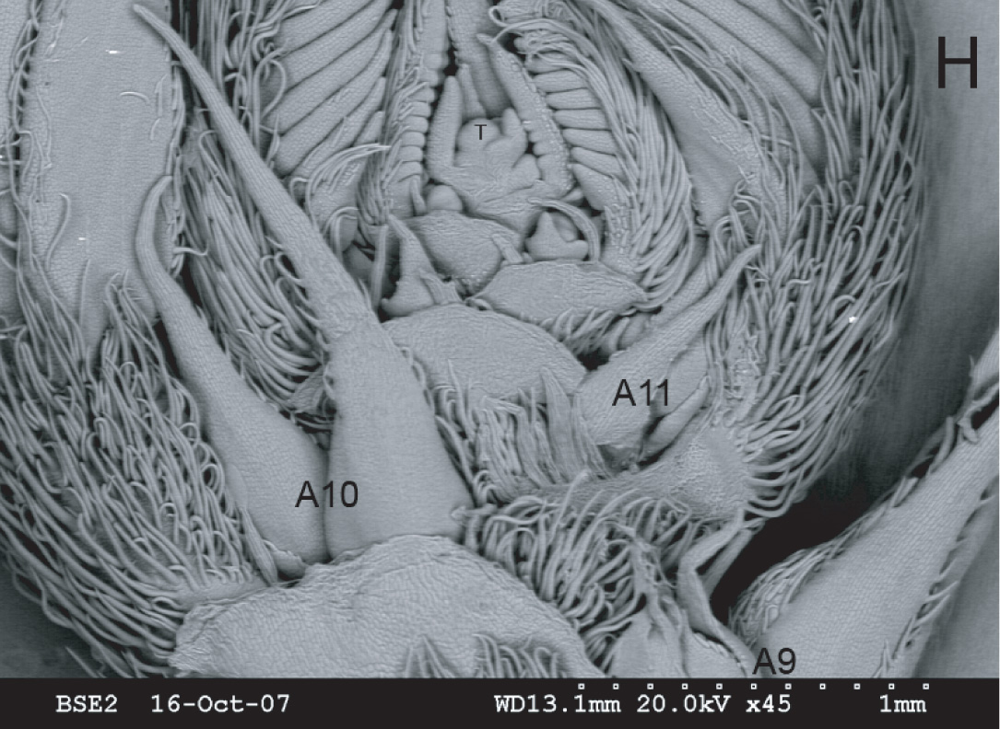 H
T
A11
A10
A9
BSE2 16-Oct-07 WD13.1mm 20.0kV x45 1mm